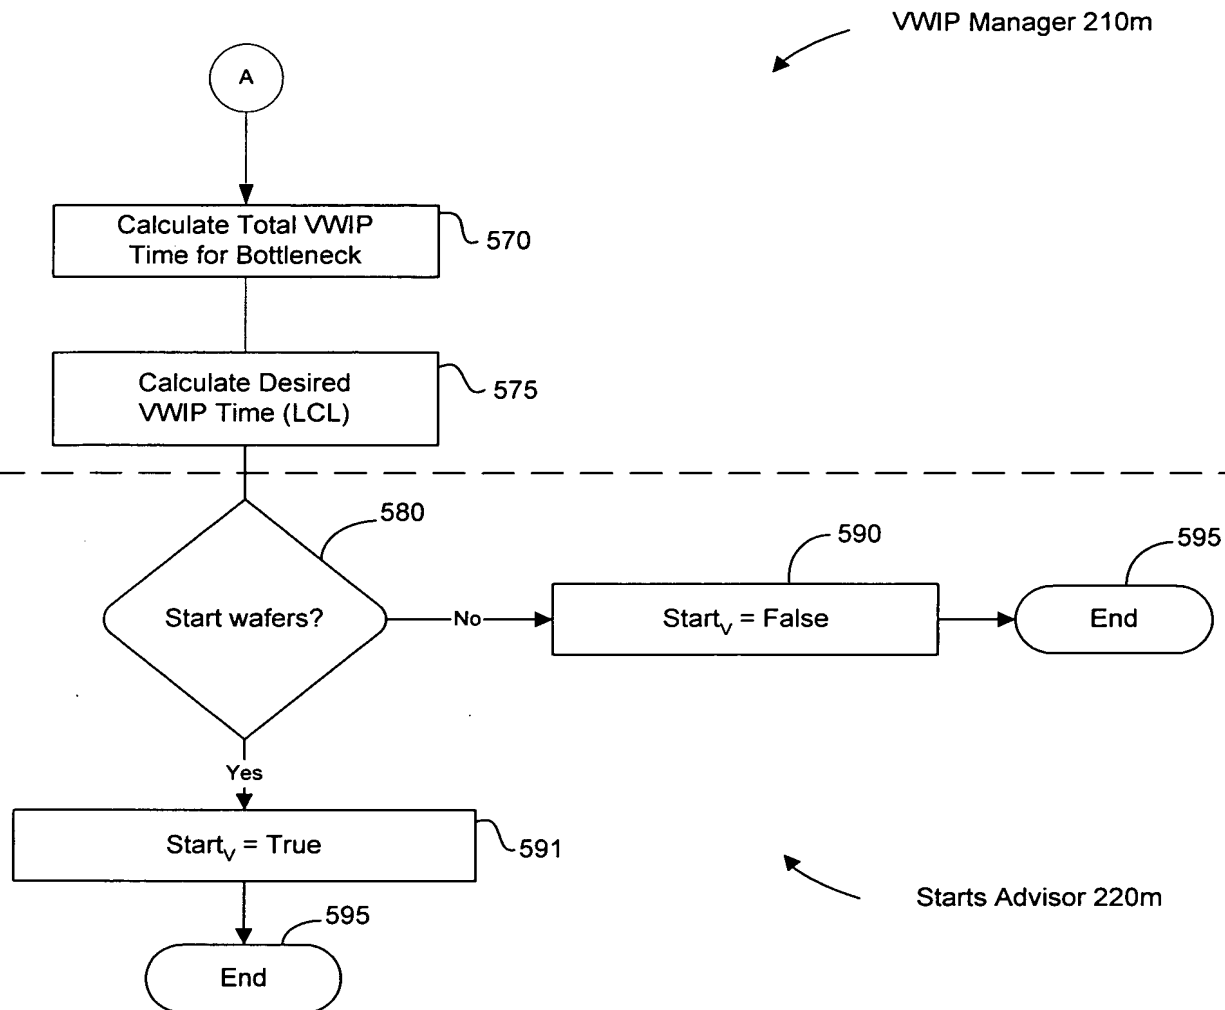 VWIP Manager 210m
A
Calculate Total VWIP
Time for Bottleneck
570
Calculate Desired
VWIP Time (LCL)
575
580
Start wafers?
No
590
Start_V = False
595
End
Yes
Start_V = True
591
Starts Advisor 220m
595
End